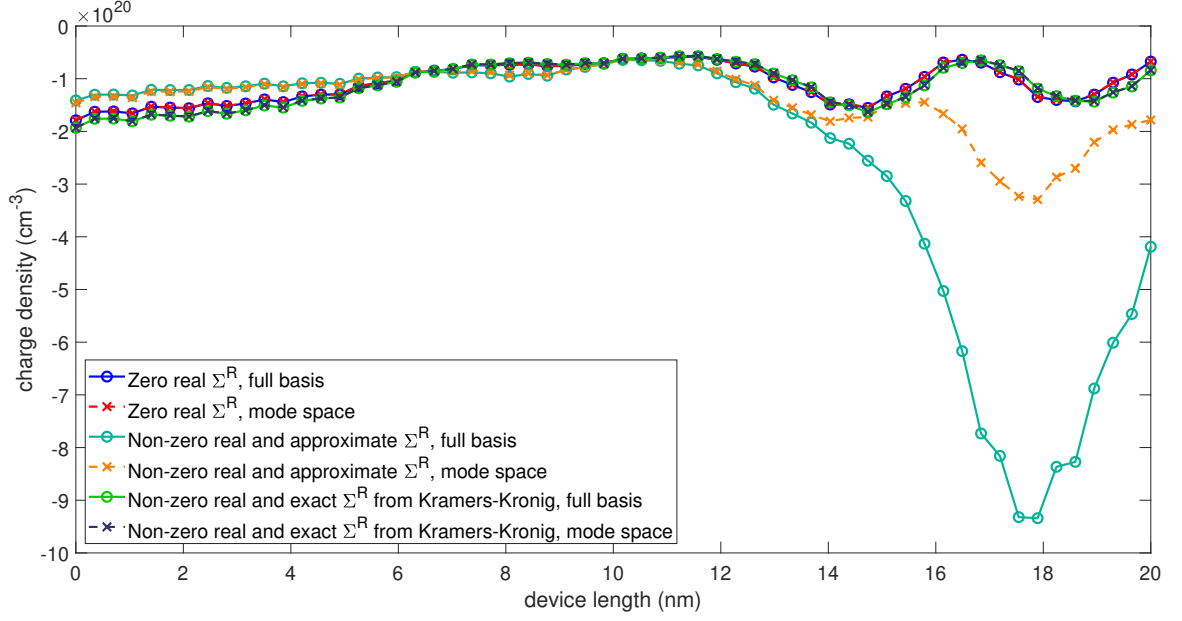 ×10^20
0
-1
-2
-3
-4
-5
-6
-7
-8
-9
-10
charge density (cm^-3)
Zero real Σ^R, full basis
Zero real Σ^R, mode space
Non-zero real and approximate Σ^R, full basis
Non-zero real and approximate Σ^R, mode space
Non-zero real and exact Σ^R from Kramers-Kronig, full basis
Non-zero real and exact Σ^R from Kramers-Kronig, mode space
0 2 4 6 8 10 12 14 16 18 20
device length (nm)